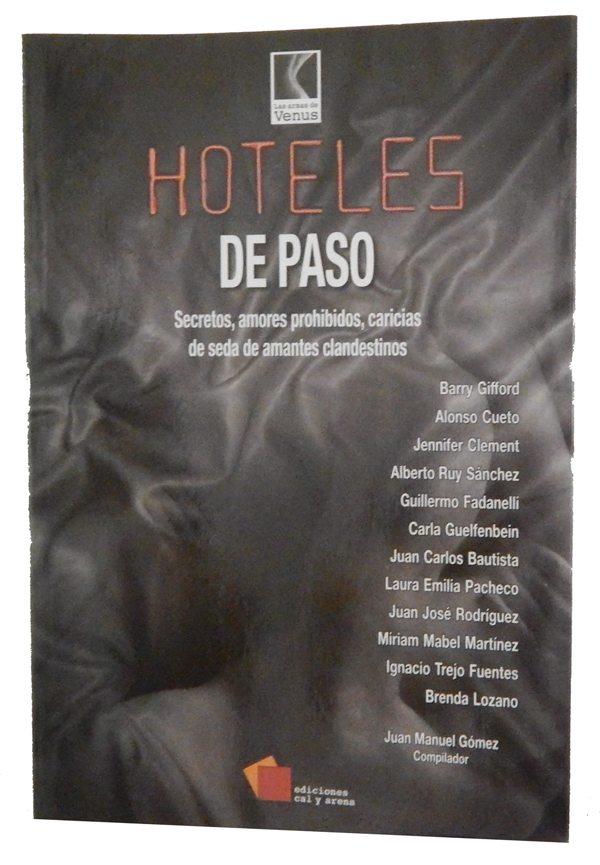 Las armas de
Venus
HOTELES
DE PASO
Secretos, amores prohibidos, caricias
de seda de amantes clandestinos
Barry Gifford
Alonso Cueto
Jennifer Clement
Alberto Ruy Sánchez
Guillermo Fadanelli
Carla Guelfenbein
Juan Carlos Bautista
Laura Emilia Pacheco
Juan José Rodríguez
Miriam Mabel Martínez
Ignacio Trejo Fuentes
Brenda Lozano
Juan Manuel Gómez
Compilador
ediciones
cal y arena